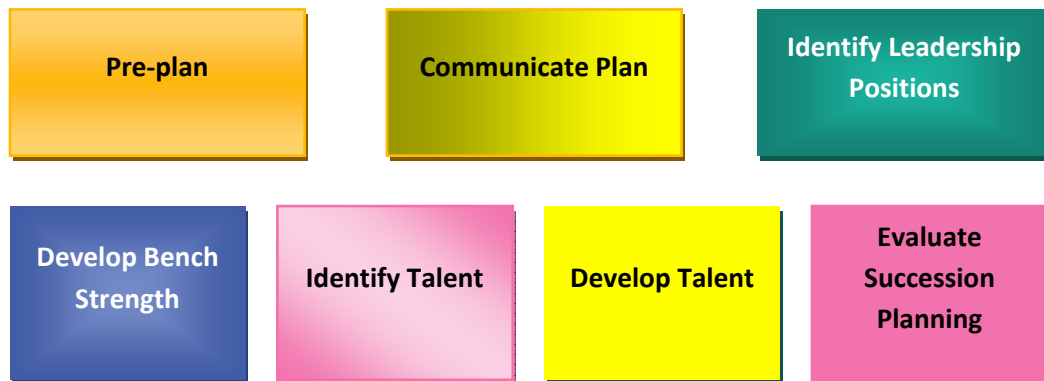 Pre-plan
Communicate Plan
Identify Leadership
Positions
Develop Bench
Strength
Identify Talent
Develop Talent
Evaluate
Succession
Planning